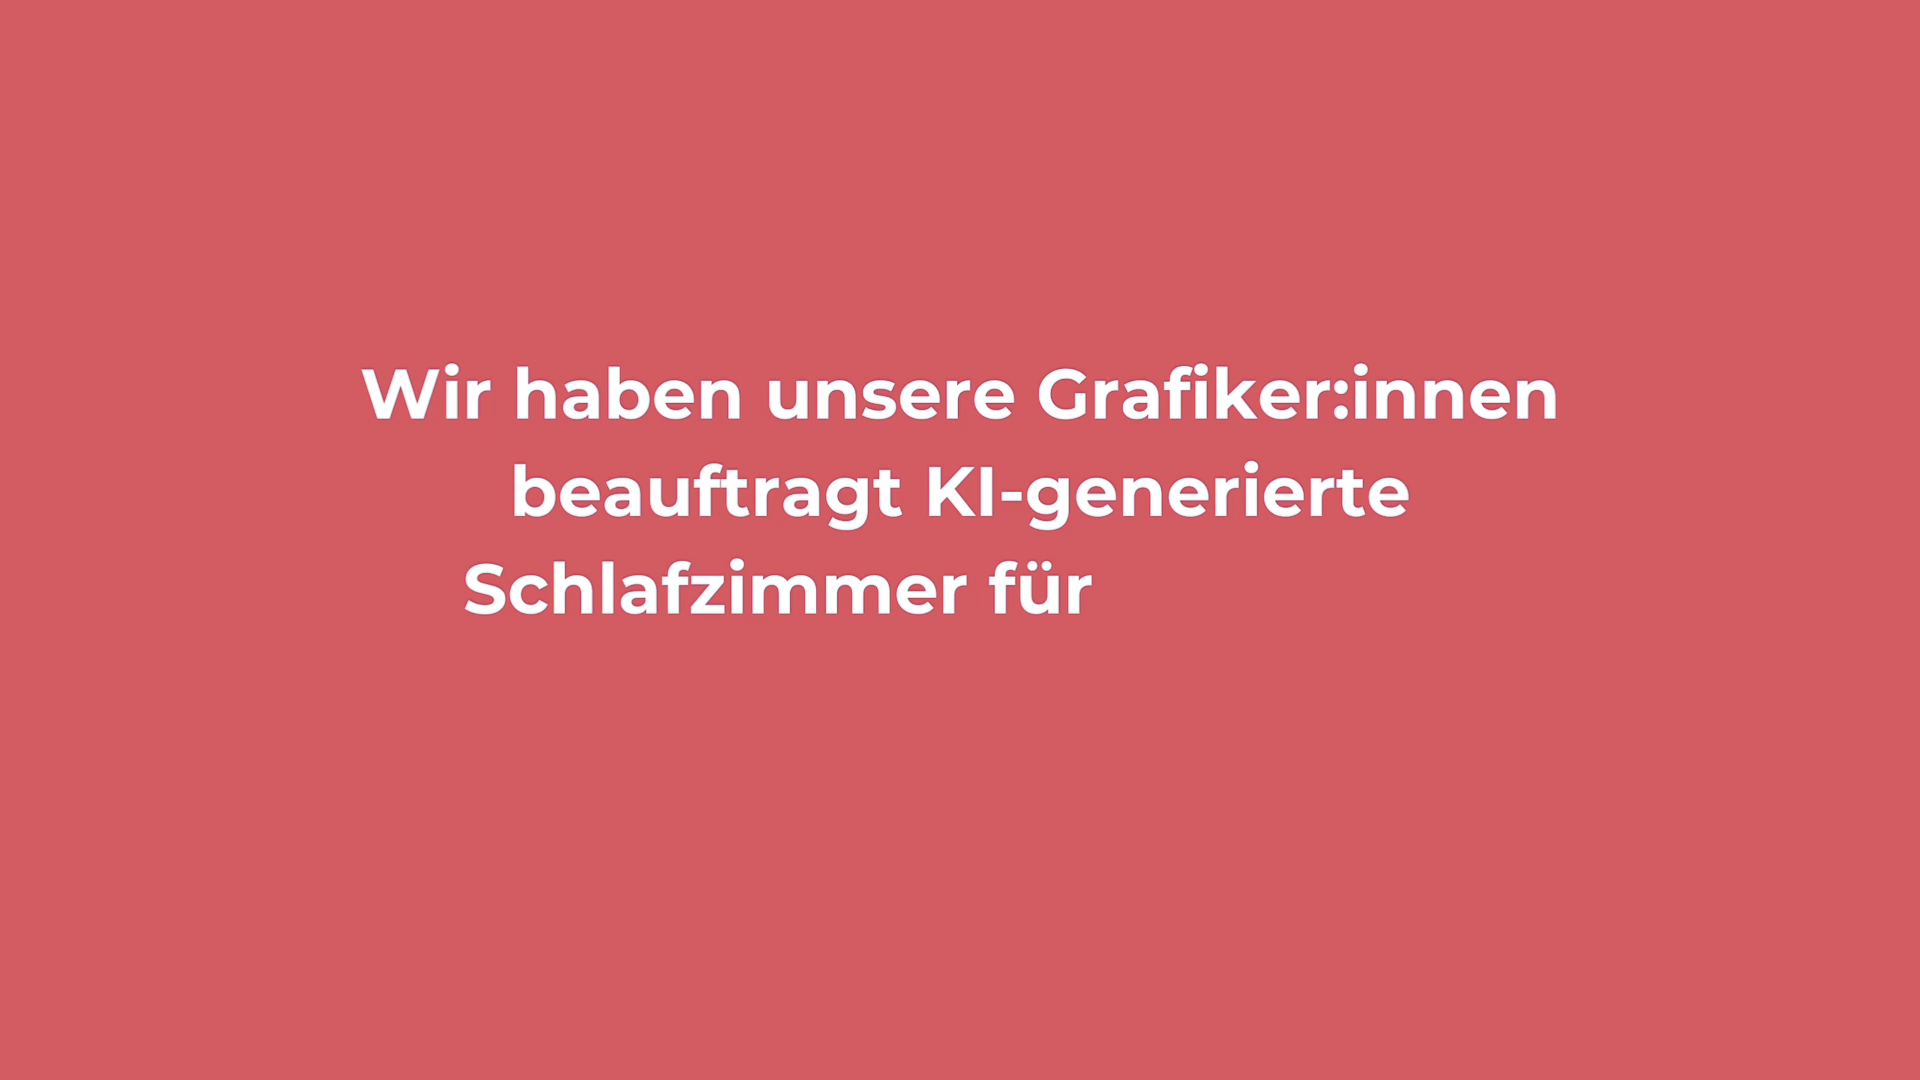 Wir haben unsere Grafiker:innen
beauftragt KI-generierte
Schlafzimmer für